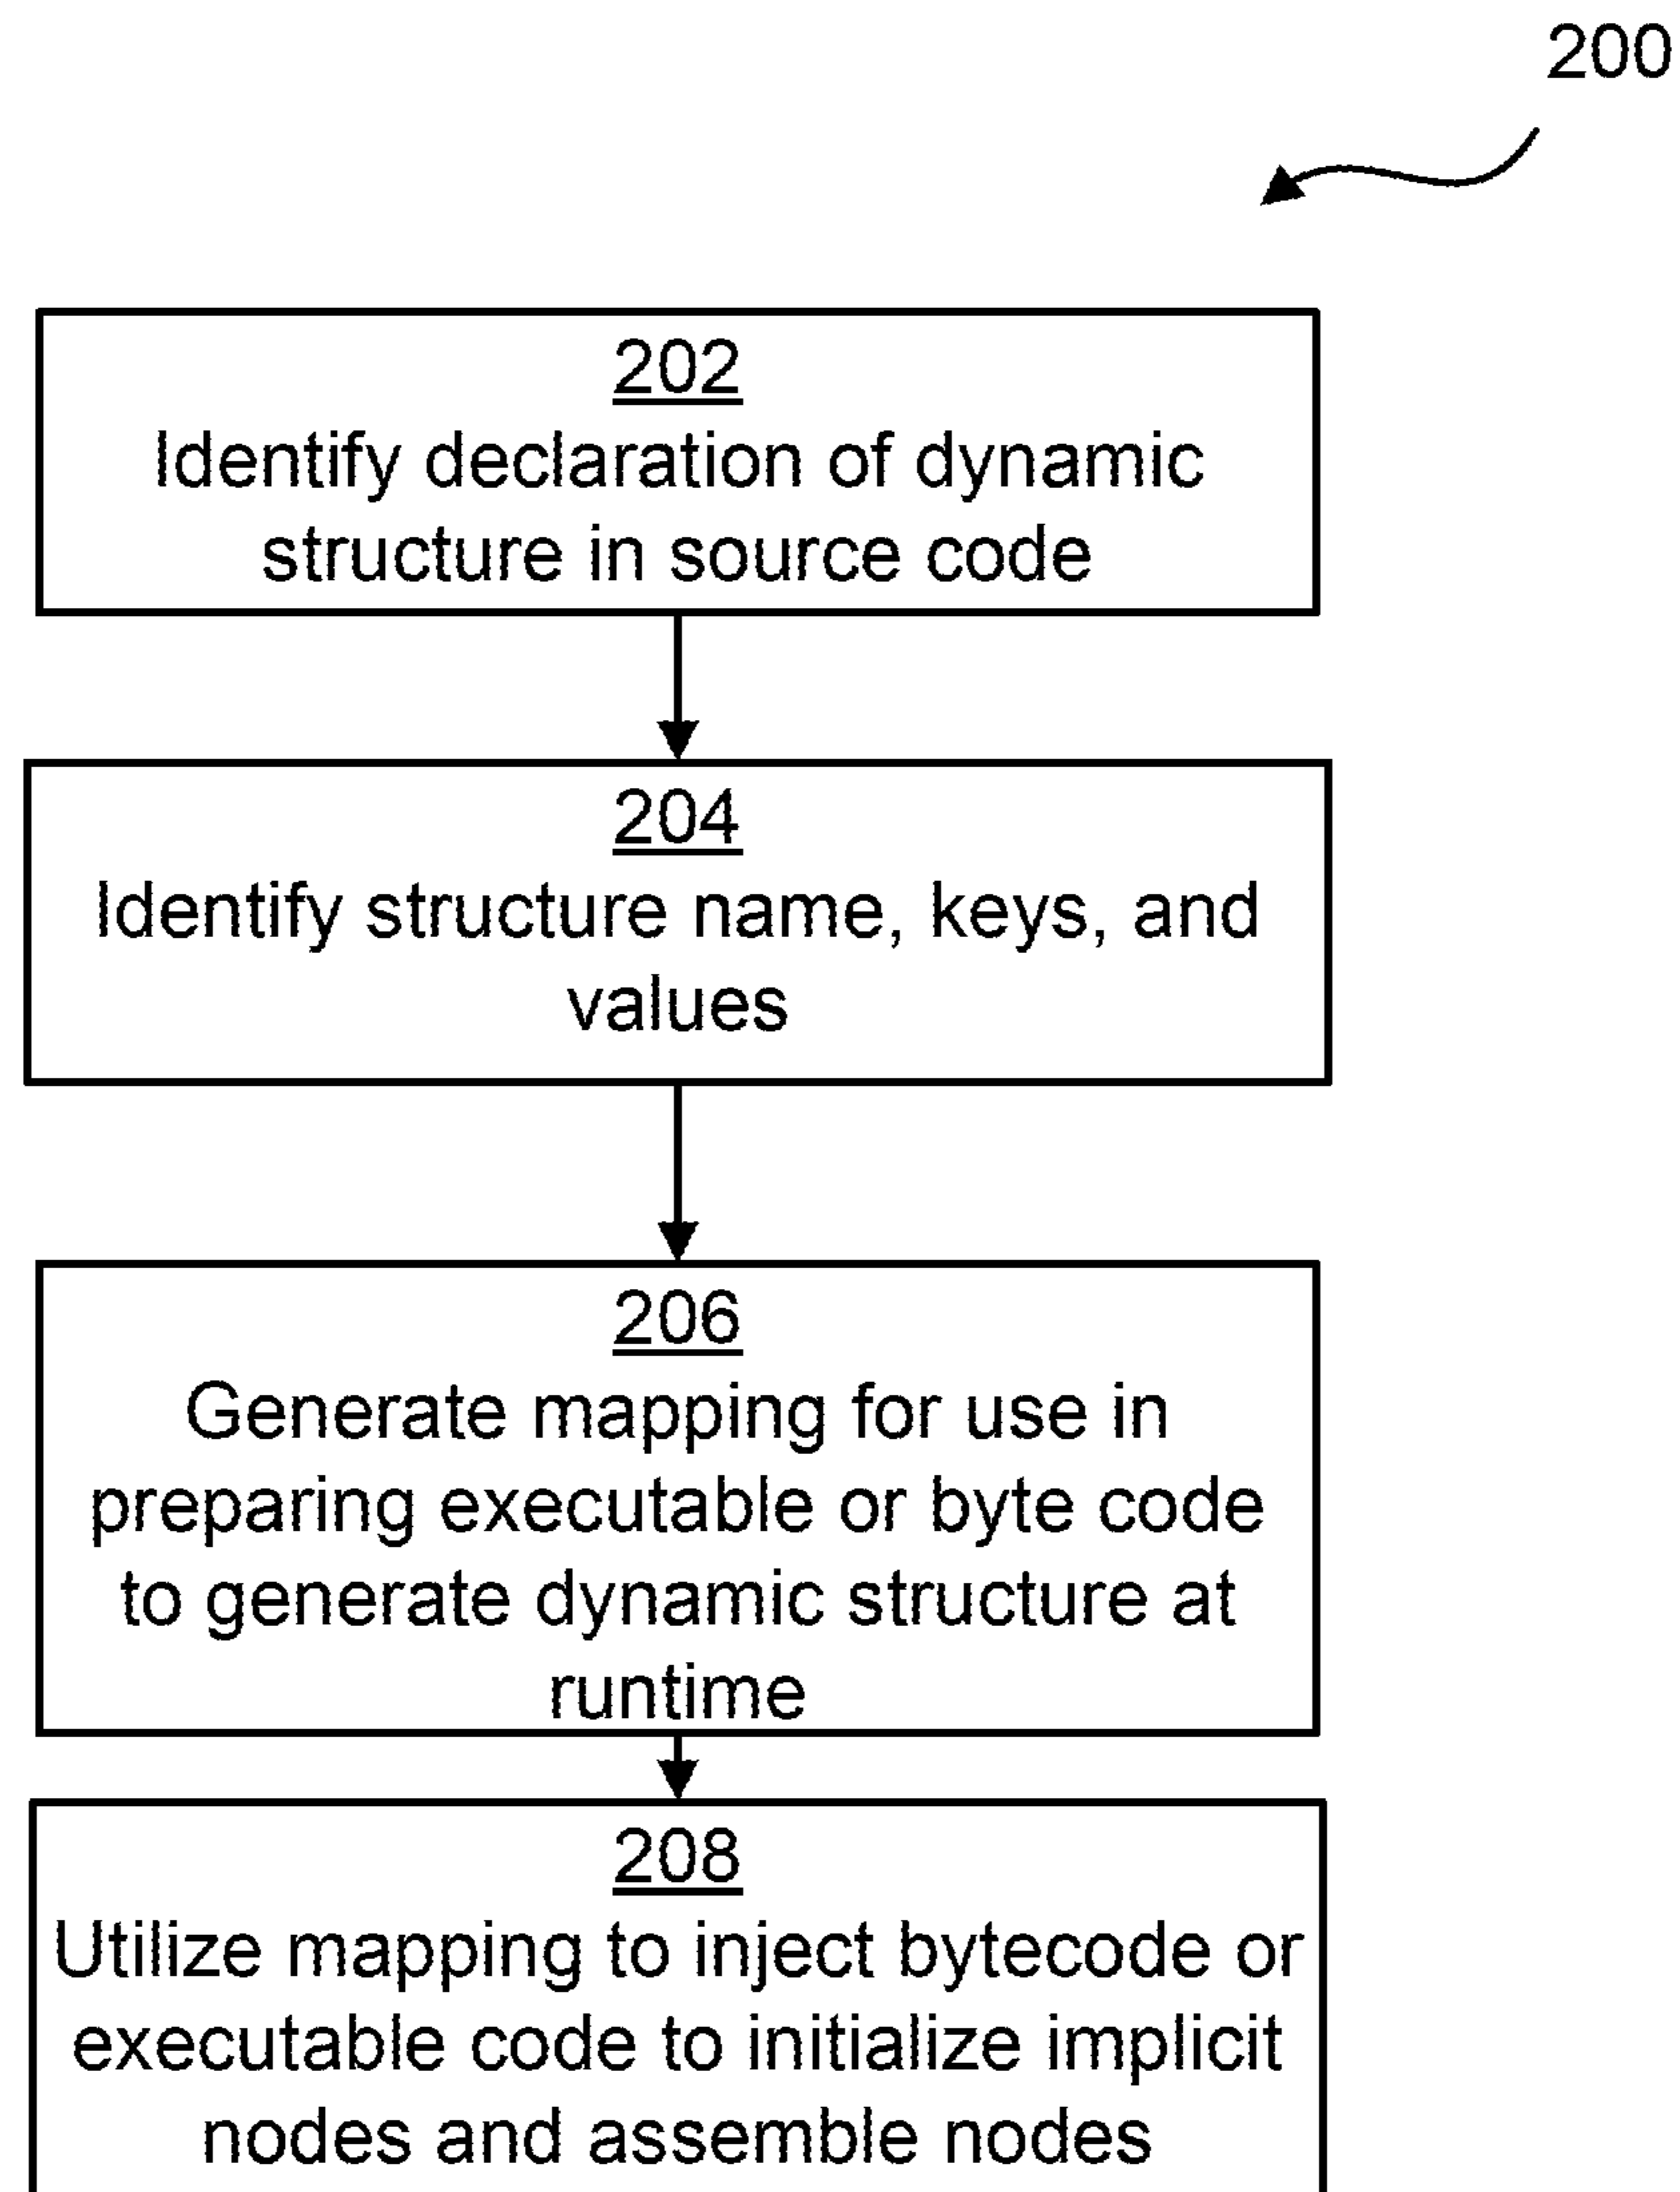 200
202
Identify declaration of dynamic
structure in source code
204
Identify structure name, keys, and
values
206
Generate mapping for use in
preparing executable or byte code
to generate dynamic structure at
runtime
208
Utilize mapping to inject bytecode or
executable code to initialize implicit
nodes and assemble nodes